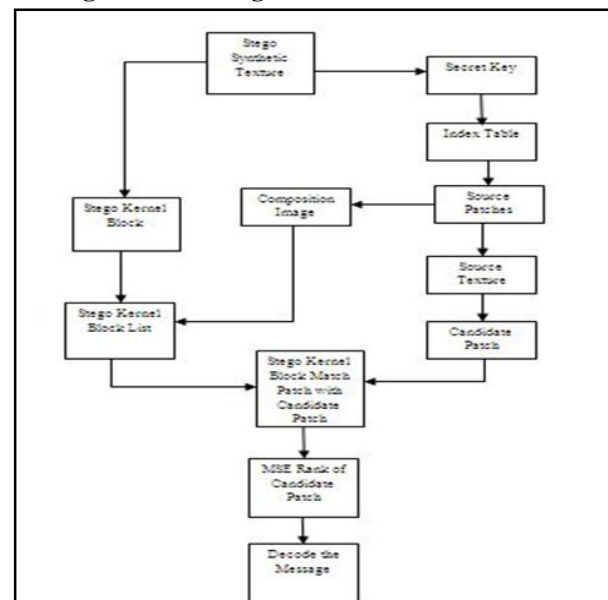 Stego
Synthetic
Texture
Secret Key
Index Table
Source
Patches
Composition
Image
Stego Kernel
Block
Source
Texture
Stego Kernel
Block List
Candidate
Patch
Stego Kernel
Block Match
Patch with
Candidate
Patch
MSE Rank of
Candidate
Patch
Decode the
Message